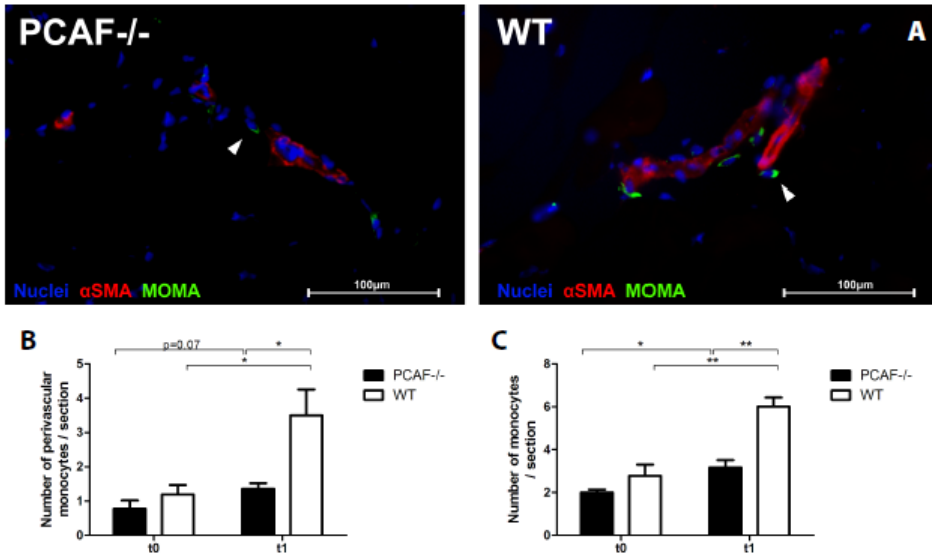 PCAF-/-
WT
A
Nuclei αSMA MOMA
100µm
Nuclei αSMA MOMA
100µm
B
p=0.07
*
*
Number of perivascular
monocytes / section
5
4
3
2
1
0
t0
t1
PCAF-/-
WT
C
*
**
**
Number of monocytes
/ section
8
6
4
2
0
t0
t1
PCAF-/-
WT